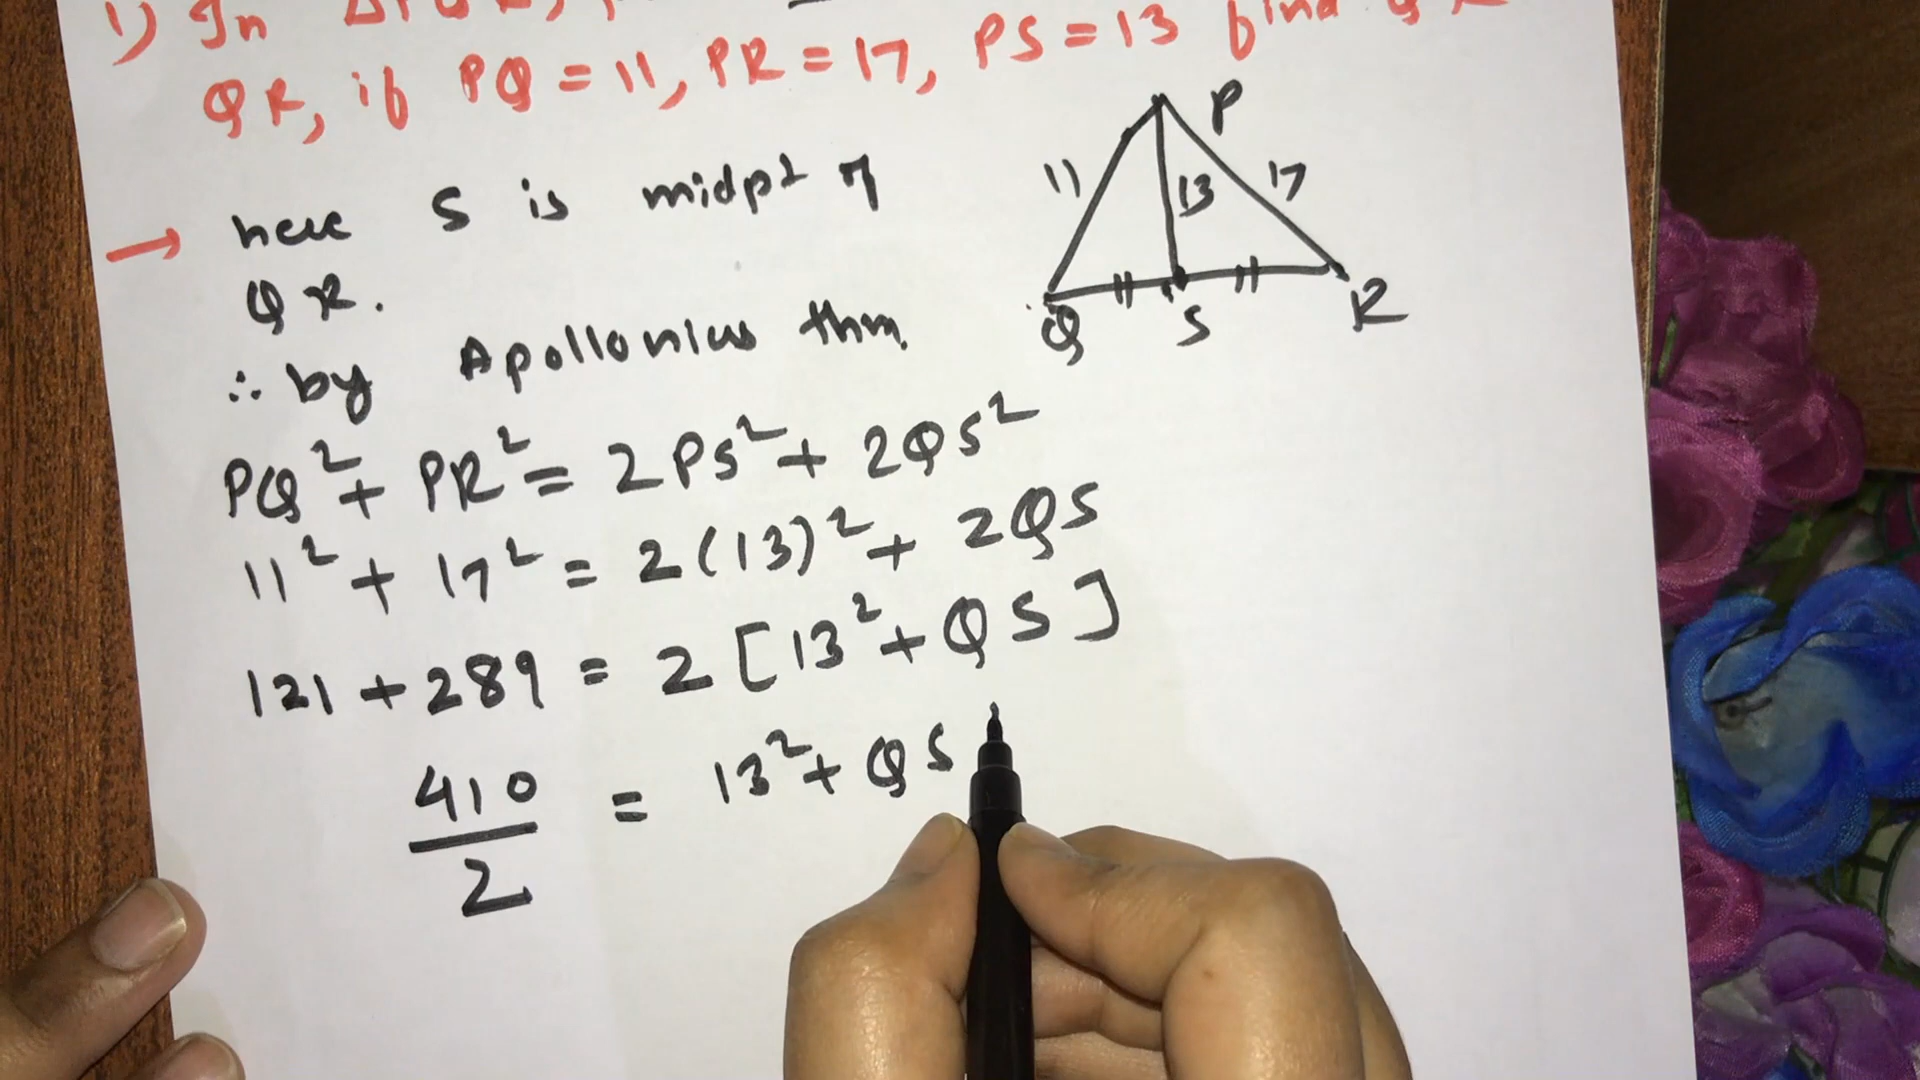 1) In
QR, if PQ = 11, PR = 17, PS = 13 find
here S is midpt of
QR.
∴ by Apollonius thm.
PQ² + PR² = 2PS² + 2QS²
11² + 17² = 2(13)² + 2QS
121 + 289 = 2 [13² + QS]
410
2
= 13² + QS
P
11
13
17
Q
S
R